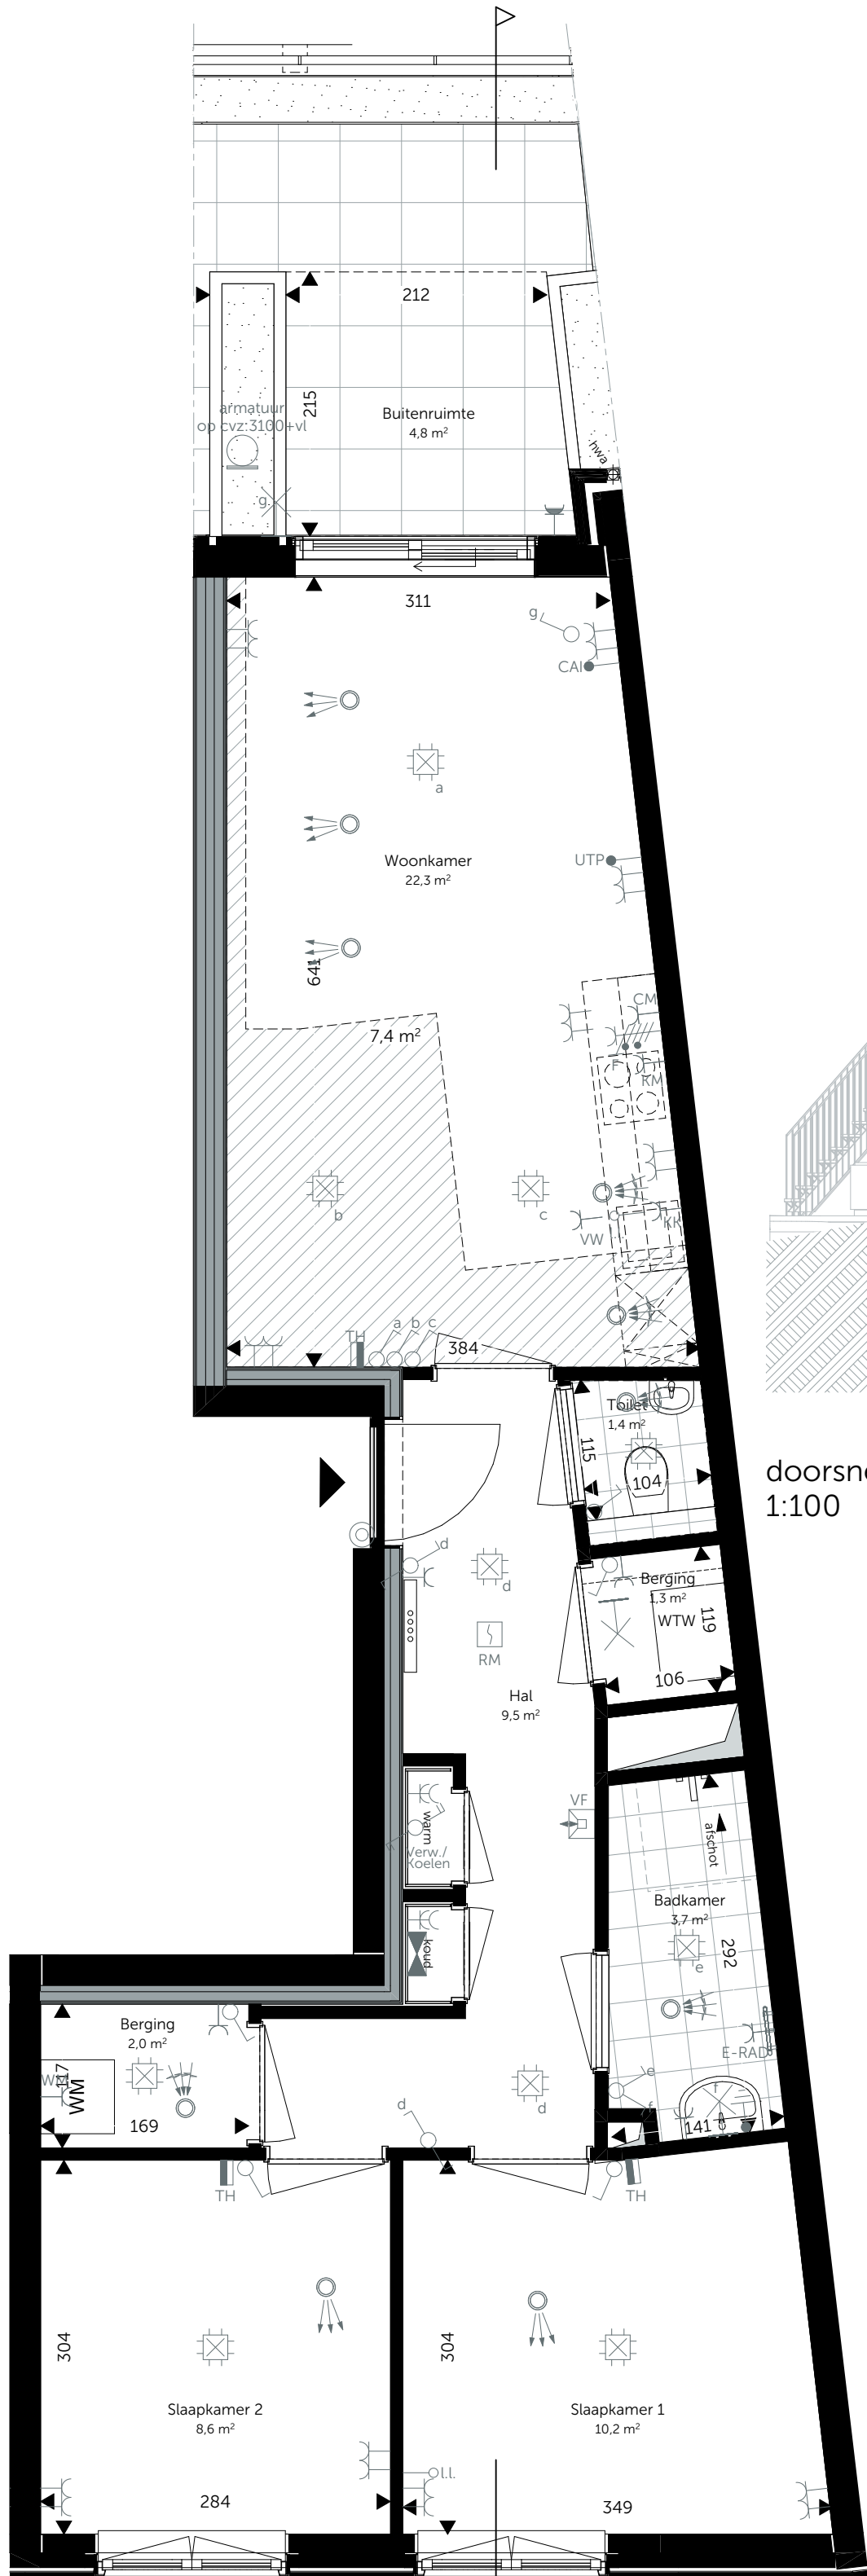 212
215
armatuur
op cvz:3100+vl
Buitenruimte
4,8 m²
hwa
g
311
g
CAI
a
Woonkamer
22,3 m²
UTP
641
7,4 m²
CM
F
KM
b
c
VW
KK
TH
a b c
384
Toilet
1,4 m²
115
104
doorsne
1:100
d
d
Berging
1,3 m²
WTW
119
106
RM
Hal
9,5 m²
VF
warm
Verw./
Koelen
afschot
Badkamer
3,7 m²
292
e
koud
Berging
2,0 m²
E-RAD
WM
117
WM
169
d
d
e
f
f
141
TH
TH
304
304
Slaapkamer 2
8,6 m²
Slaapkamer 1
10,2 m²
l.l.
284
349